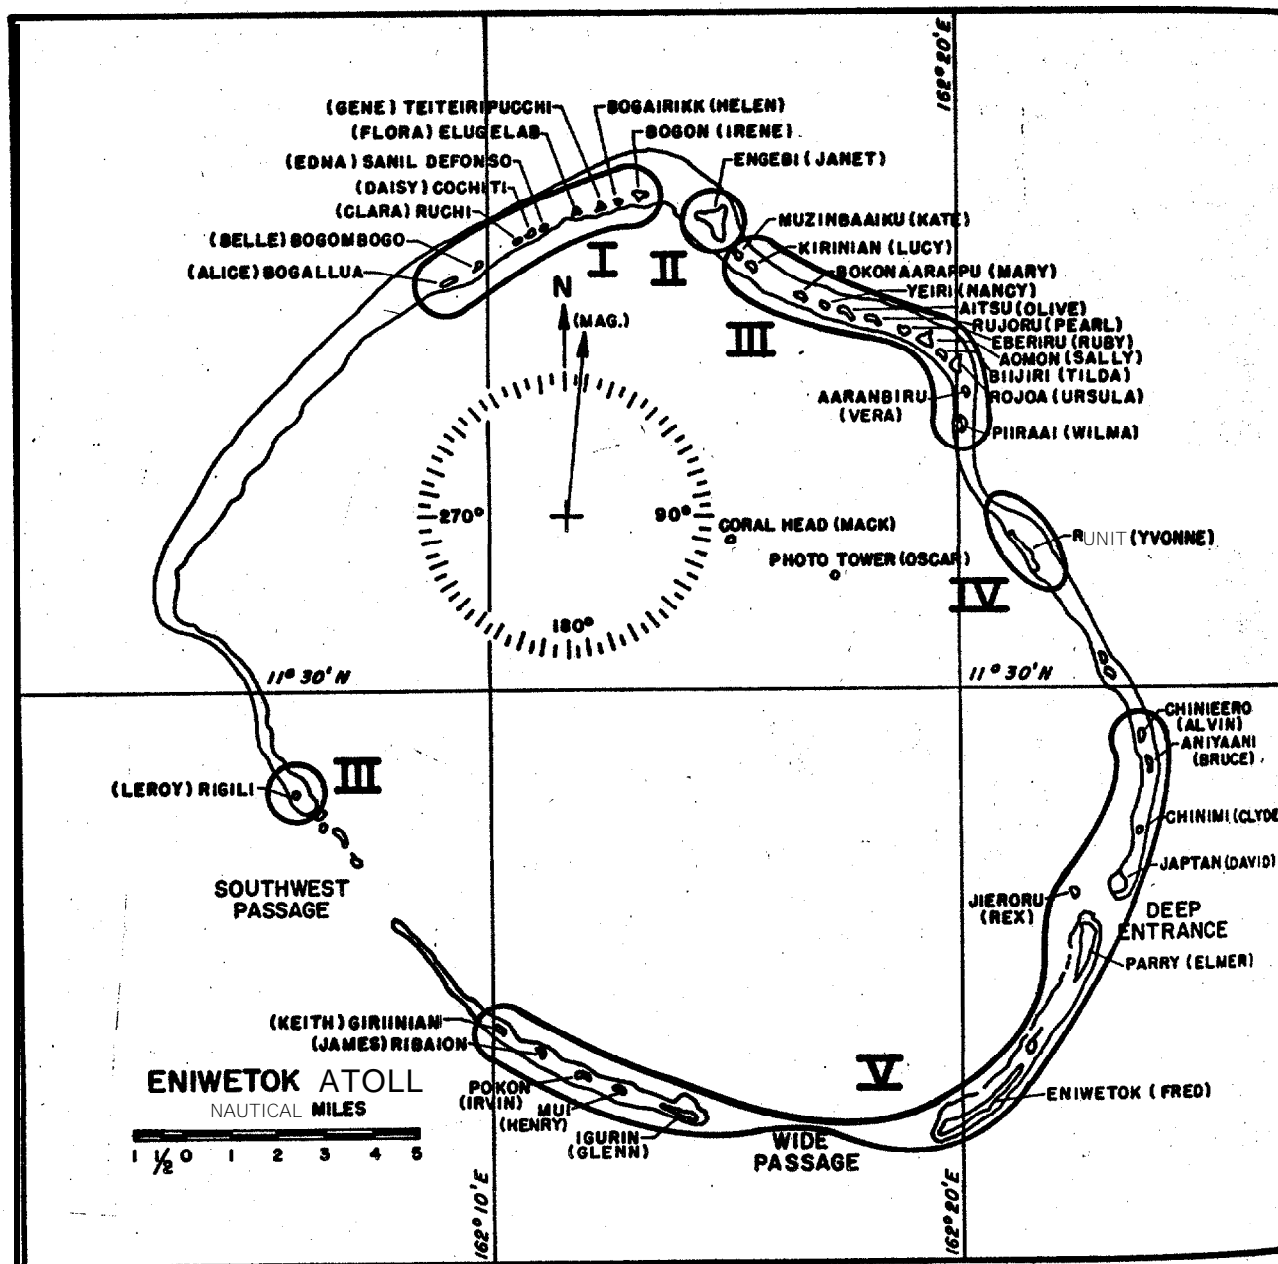 162° 20' E
(GENE) TEITEIRIPUCCHI
BOGAIRIKK (HELEN)
(FLORA) ELUGELAB
BOGON (IRENE)
(EDNA) SANIL DEFONSO
ENGEBI (JANET)
(DAISY) COCHITI
(CLARA) RUCHI
MUZINBAAIKU (KATE)
(BELLE) BOGOMBOGO
KIRINIAN (LUCY)
(ALICE) BOGALLUA
BOKONAARAPPU (MARY)
I
II
YEIRI (NANCY)
N
AITSU (OLIVE)
(MAG.)
RUJORU (PEARL)
III
EBERIRU (RUBY)
AOMON (SALLY)
BIIJIRI (TILDA)
AARANBIRU
(VERA)
ROJOA (URSULA)
PIIRAAI (WILMA)
270°
90°
CORAL HEAD (MACK)
RUNIT (YVONNE)
PHOTO TOWER (OSCAR)
IV
180°
11° 30' N
11° 30' N
CHINIEERO
(ALVIN)
ANIYAANI
(BRUCE)
III
(LEROY) RIGILI
CHINIMI (CLYDE
JAPTAN (DAVID)
SOUTHWEST
PASSAGE
JIERORU
(REX)
DEEP
ENTRANCE
PARRY (ELMER)
(KEITH) GIRIINIAN
(JAMES) RIBAION
V
ENIWETOK ATOLL
POKON
(IRVIN)
ENIWETOK (FRED)
NAUTICAL MILES
MUI
(HENRY)
IGURIN
(GLENN)
WIDE
PASSAGE
1 1/2 0 1 2 3 4 5
162° 10' E
162° 20' E